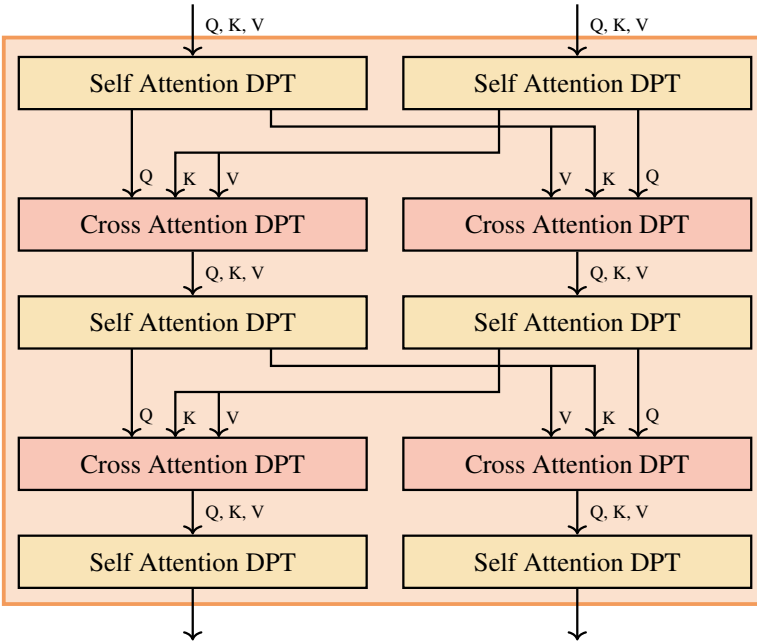 Q, K, V Q, K, V
Self Attention DPT Self Attention DPT
Q K V V K Q
Cross Attention DPT Cross Attention DPT
Q, K, V Q, K, V
Self Attention DPT Self Attention DPT
Q K V V K Q
Cross Attention DPT Cross Attention DPT
Q, K, V Q, K, V
Self Attention DPT Self Attention DPT